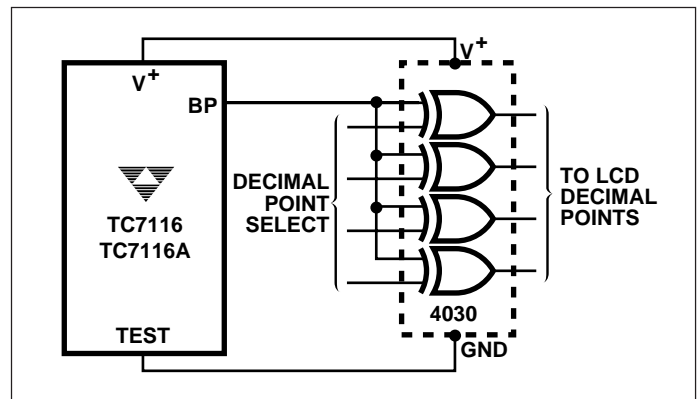 V+
BP
TC7116
TC7116A
TEST
DECIMAL
POINT
SELECT
V+
4030
GND
TO LCD
DECIMAL
POINTS